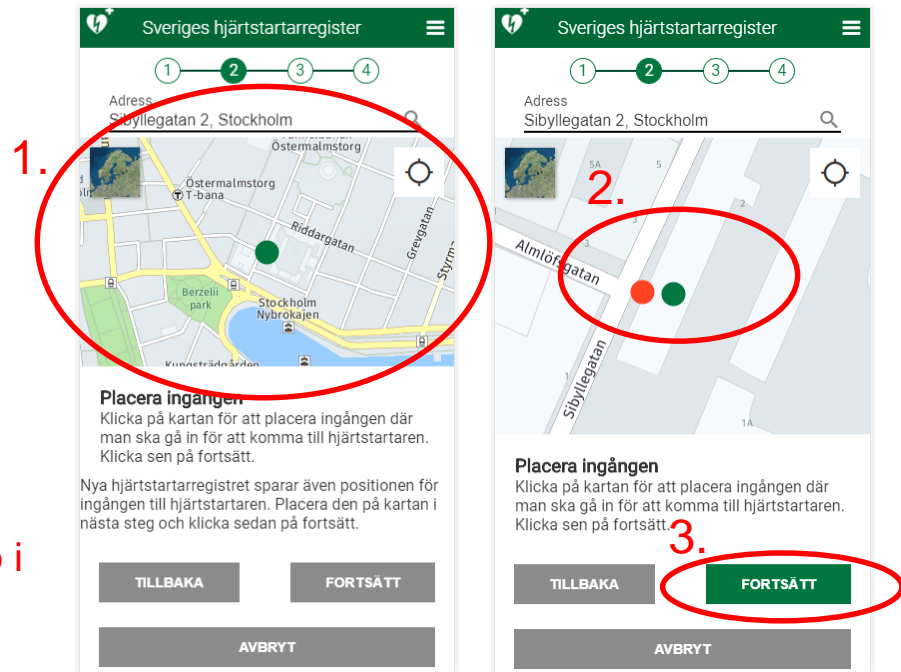 Sveriges hjärtstartarregister
1 2 3 4
Adress
Sibyllegatan 2, Stockholm
1.
Östermalmstorg
Östermalmstorg
T T-bana
Riddargatan
Grevgatan
Berzelii
park
Stockholm
Nybrokajen
Placera ingången
Klicka på kartan för att placera ingången där
man ska gå in för att komma till hjärtstartaren.
Klicka sen på fortsätt.
Nya hjärtstartarregistret sparar även positionen för
ingången till hjärtstartaren. Placera den på kartan i
nästa steg och klicka sedan på fortsätt.
i
TILLBAKA FORTSÄTT
AVBRYT
Sveriges hjärtstartarregister
1 2 3 4
Adress
Sibyllegatan 2, Stockholm
5A 5
2.
2
3
Almlöfsgatan
Sibyllegatan
1
1A
Placera ingången
Klicka på kartan för att placera ingången där
man ska gå in för att komma till hjärtstartaren.
Klicka sen på fortsätt.
3.
TILLBAKA FORTSÄTT
AVBRYT